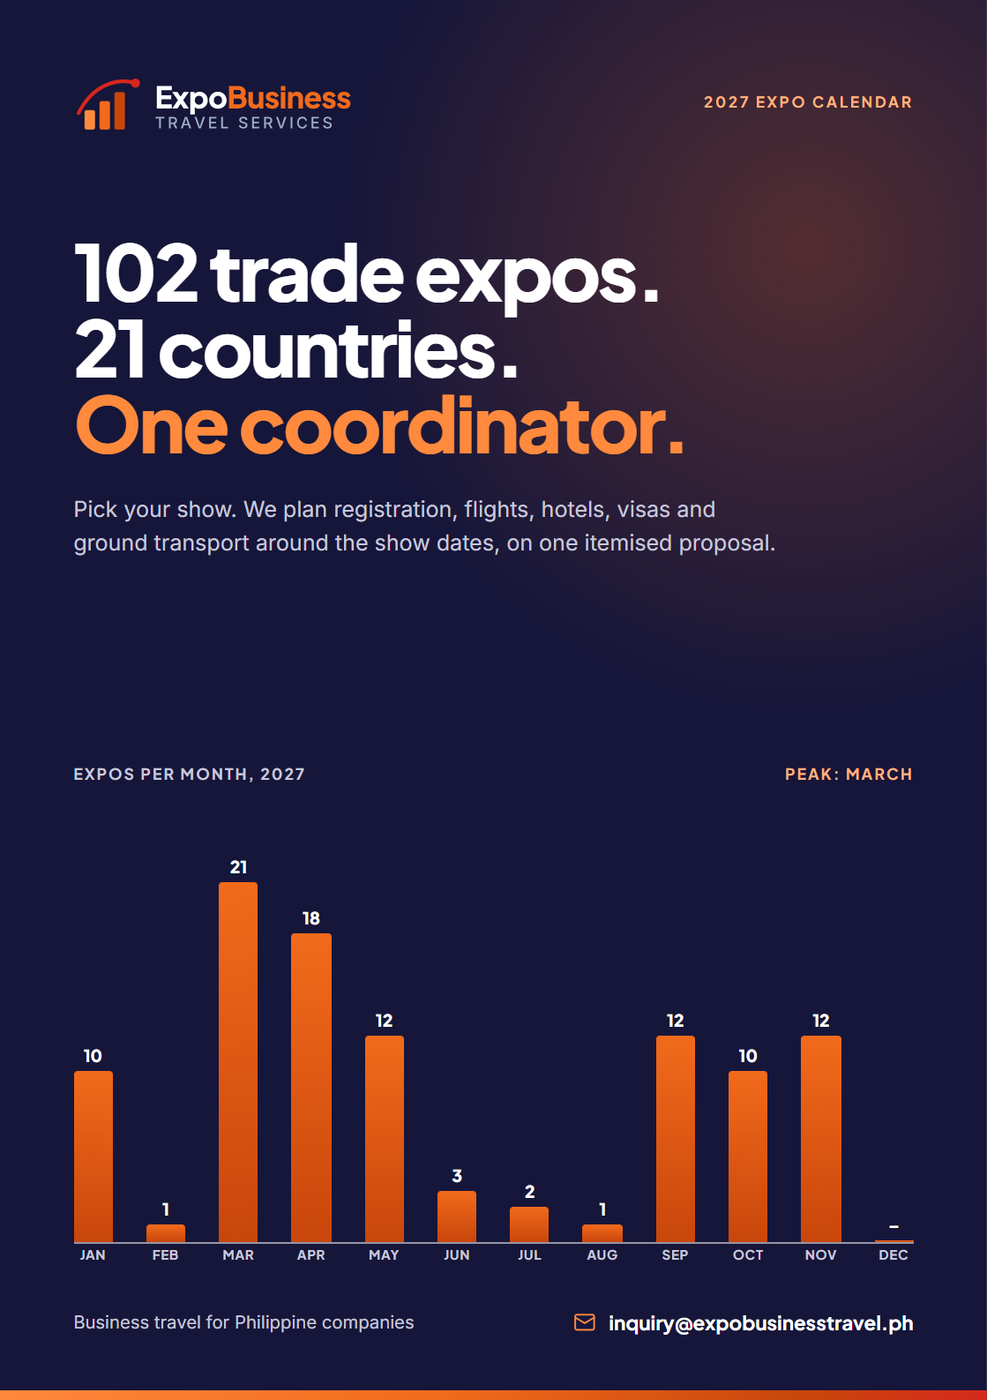 ExpoBusiness
TRAVEL SERVICES
2027 EXPO CALENDAR
102 trade expos.
21 countries.
One coordinator.
Pick your show. We plan registration, flights, hotels, visas and
ground transport around the show dates, on one itemised proposal.
EXPOS PER MONTH, 2027
PEAK: MARCH
10 1 21 18 12 3 2 1 12 10 12 –
JAN FEB MAR APR MAY JUN JUL AUG SEP OCT NOV DEC
Business travel for Philippine companies
inquiry@expobusinesstravel.ph